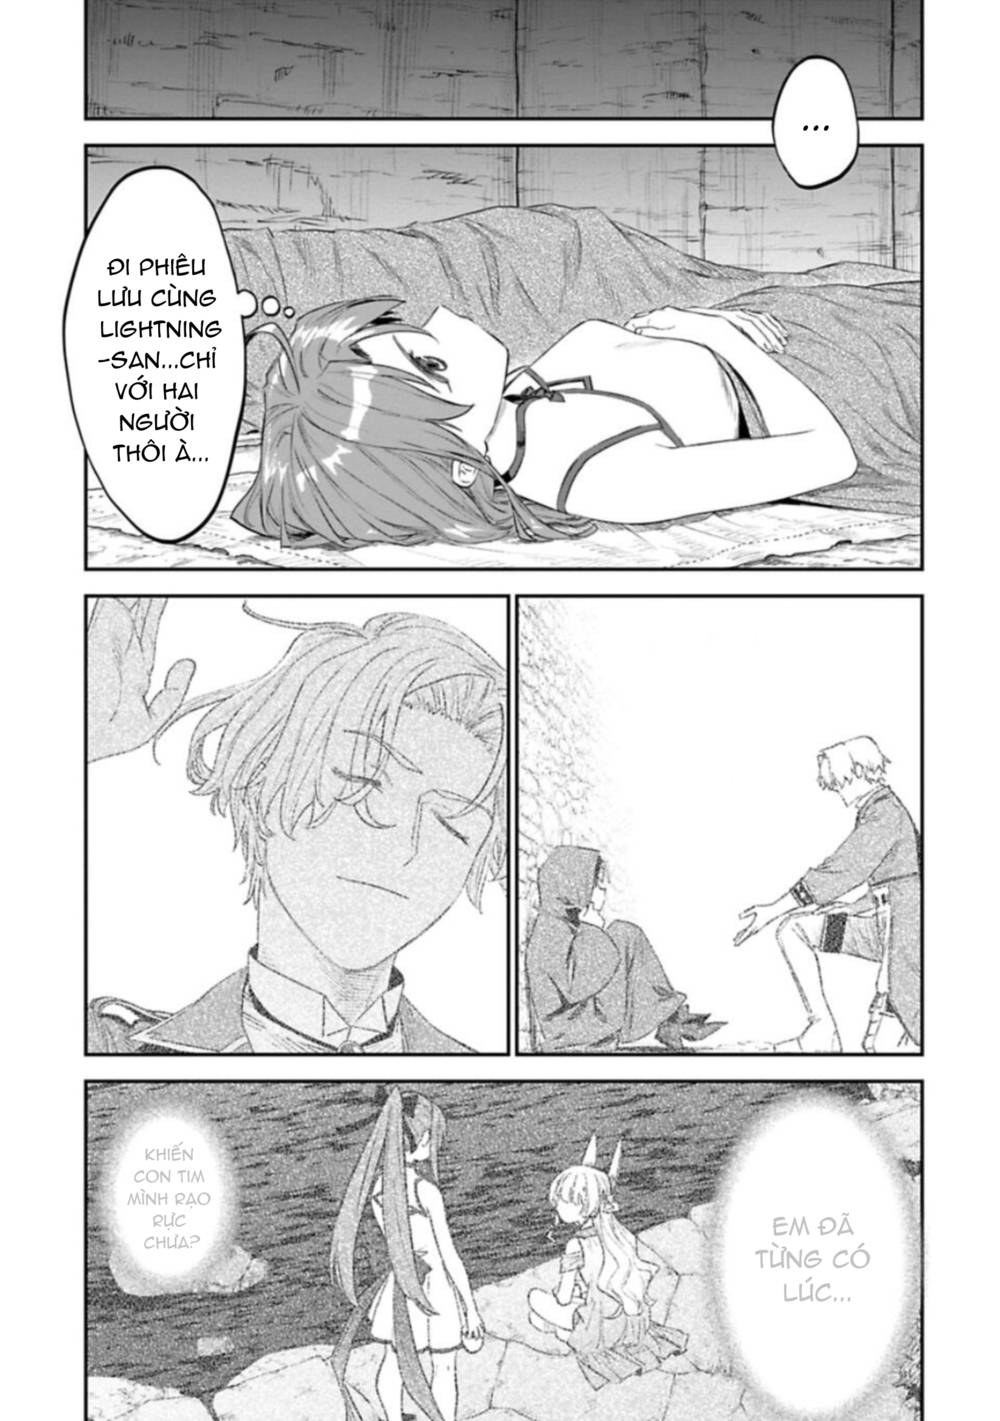 ...
ĐI PHIÊU
LƯU CÙNG
LIGHTNING
-SAN...CHỈ
VỚI HAI
NGƯỜI
THÔI À...
EM ĐÃ
TỪNG CÓ
LÚC...
KHIẾN
CON TIM
MÌNH RẠO
RỰC
CHƯA?